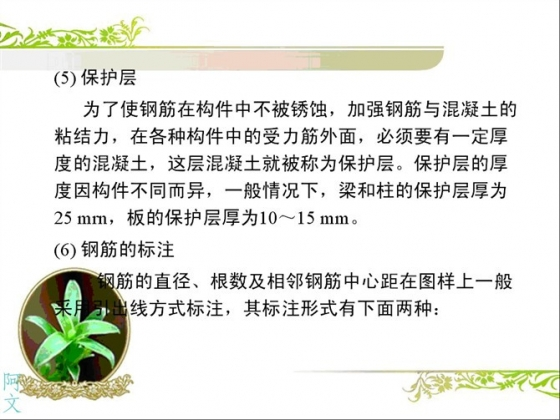 (5) 保护层
为了使钢筋在构件中不被锈蚀，加强钢筋与混凝土的
粘结力，在各种构件中的受力筋外面，必须要有一定厚
度的混凝土，这层混凝土就被称为保护层。保护层的厚
度因构件不同而异，一般情况下，梁和柱的保护层厚为
25 mrn，板的保护层厚为10～15 mm。
(6) 钢筋的标注
钢筋的直径、根数及相邻钢筋中心距在图样上一般
采用引出线方式标注，其标注形式有下面两种：
阿
文